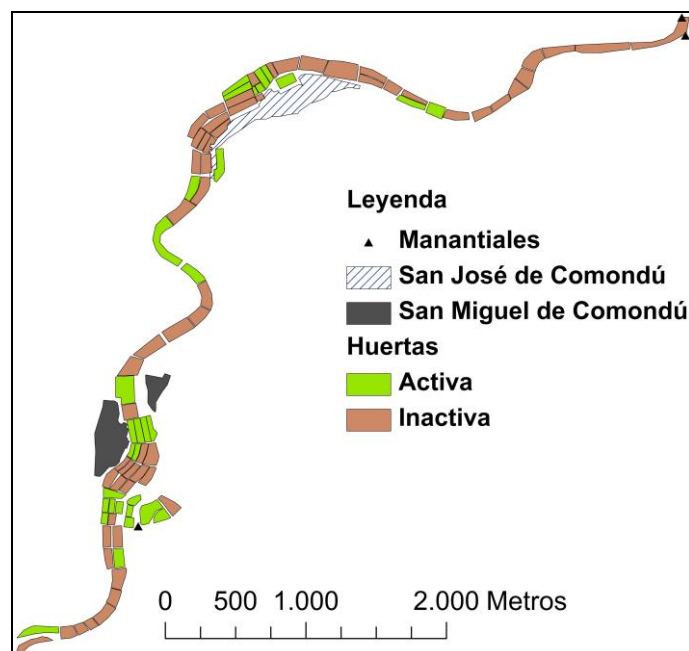 Leyenda
Manantiales
San José de Comondú
San Miguel de Comondú
Huertas
Activa
Inactiva
0 500 1.000 2.000 Metros